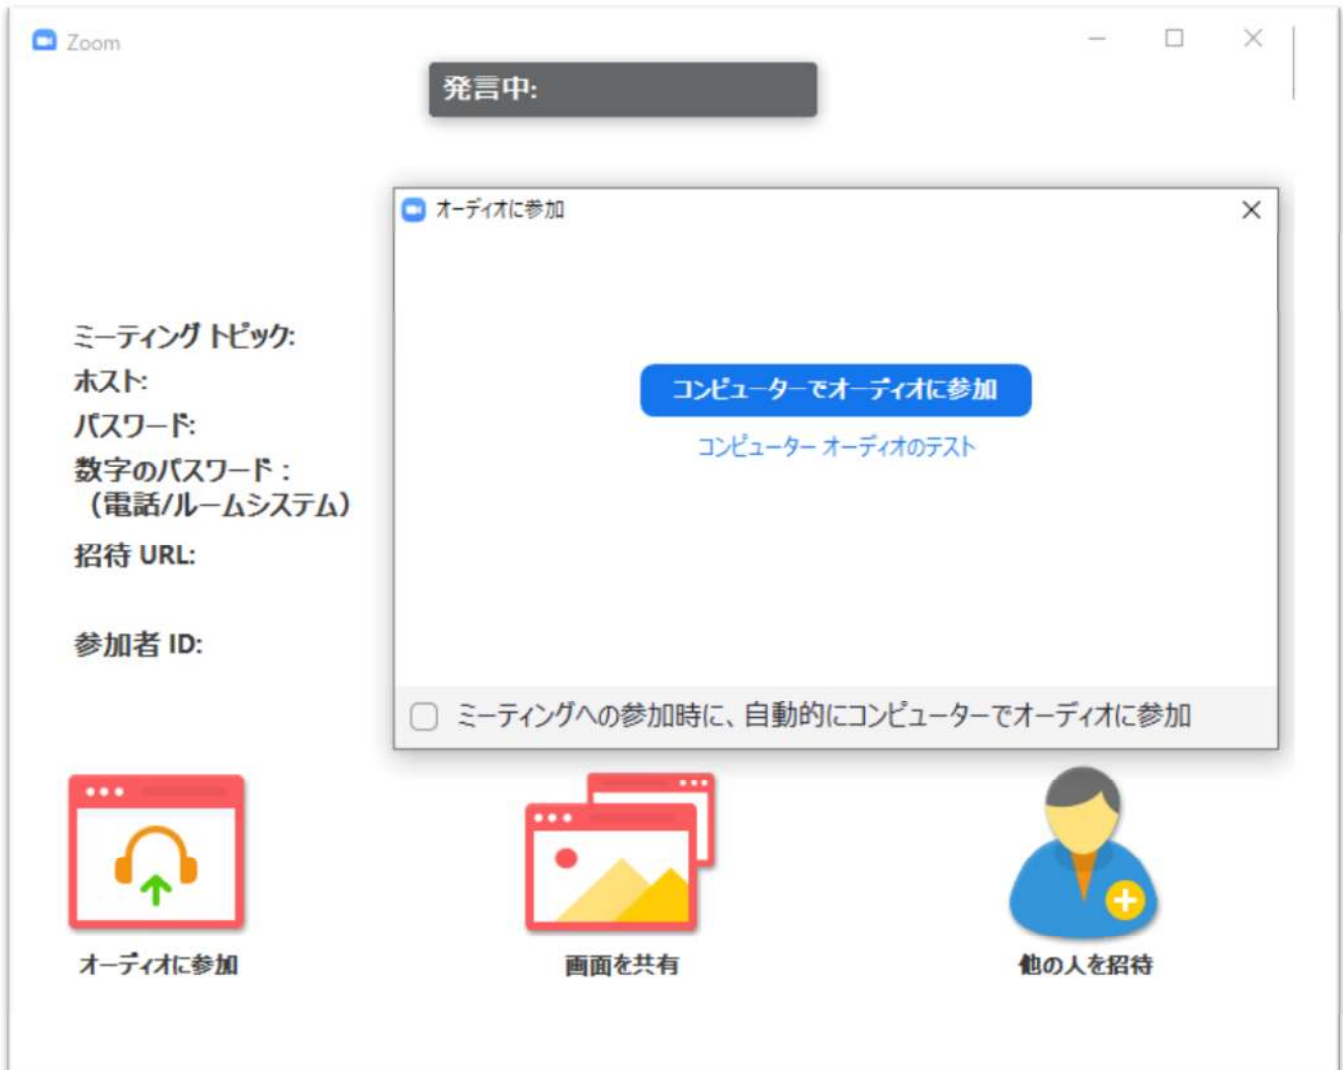 Zoom
発言中:
オーディオに参加
コンピューターでオーディオに参加
コンピューター オーディオのテスト
ミーティングへの参加時に、自動的にコンピューターでオーディオに参加
ミーティング トピック:
ホスト:
パスワード:
数字のパスワード：
（電話/ルームシステム）
招待 URL:
参加者 ID:
オーディオに参加
画面を共有
他の人を招待